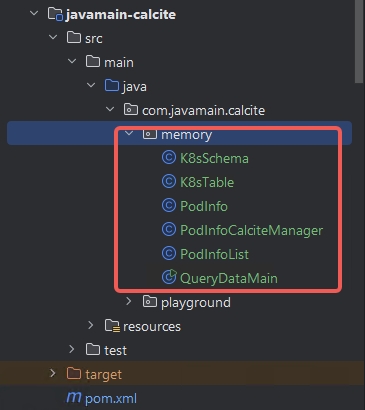 javamain-calcite
src
main
java
com.javamain.calcite
memory
K8sSchema
K8sTable
PodInfo
PodInfoCalciteManager
PodInfoList
QueryDataMain
playground
resources
test
target
pom.xml